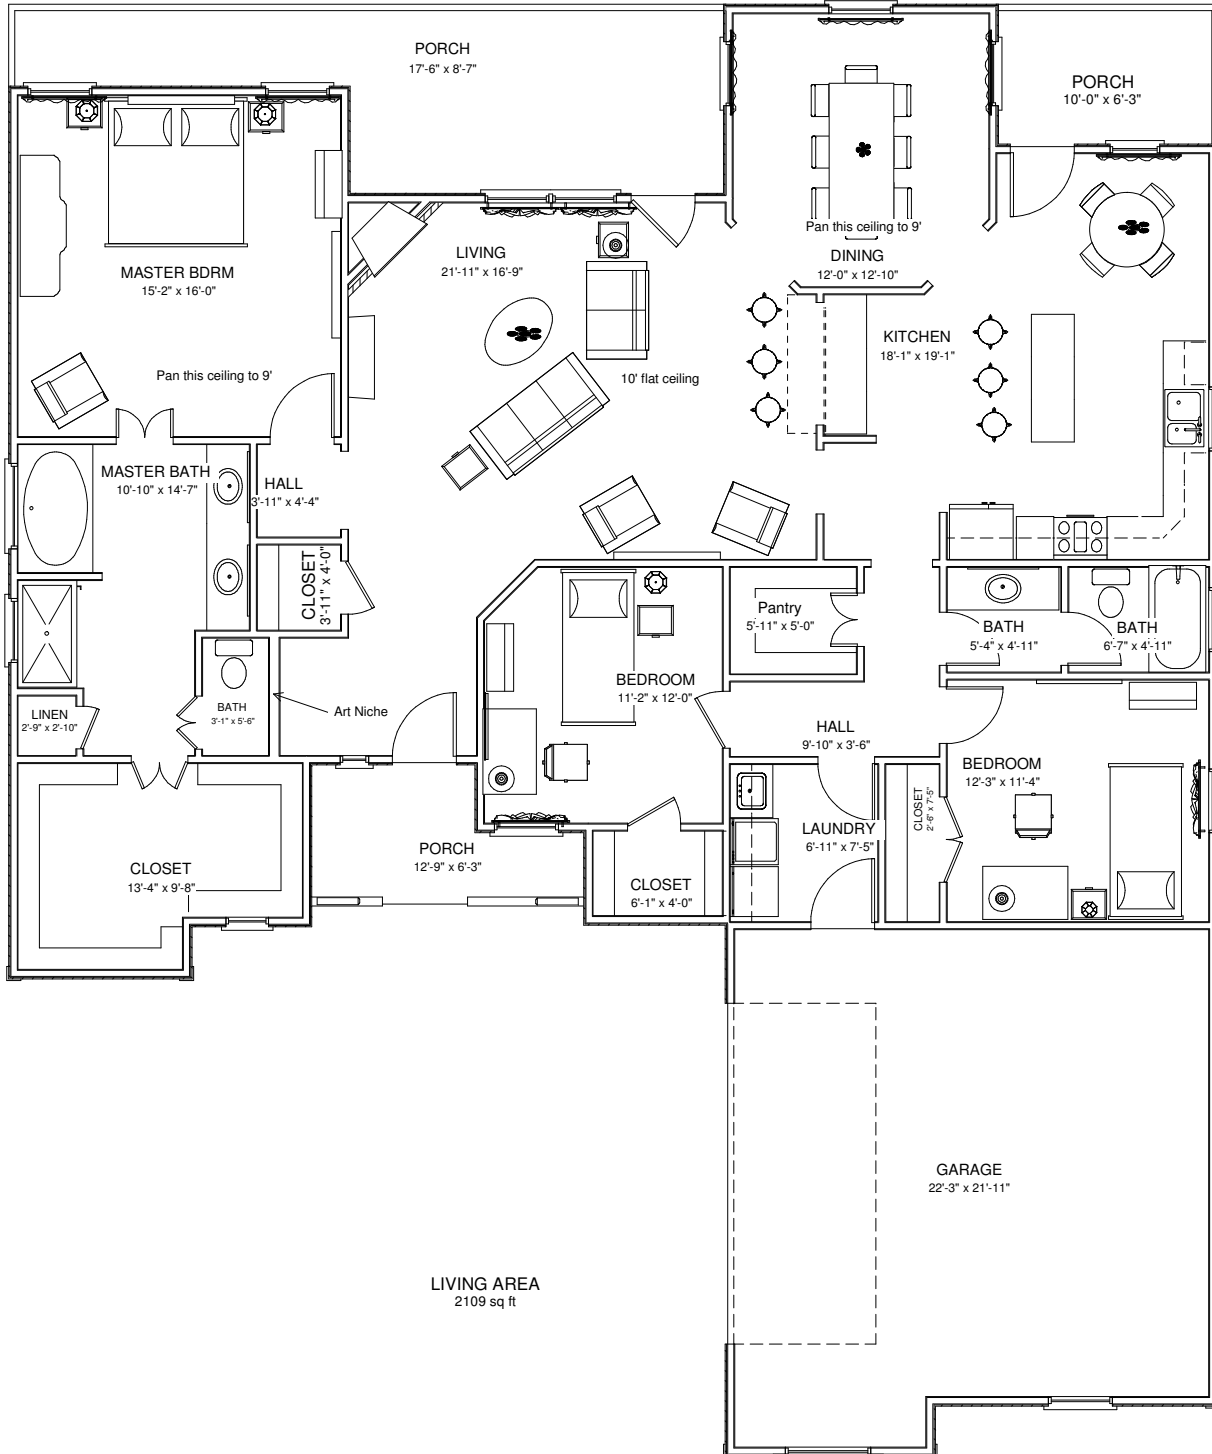 PORCH
17'-6" x 8'-7"
PORCH
10'-0" x 6'-3"
Pan this ceiling to 9'
DINING
12'-0" x 12'-10"
LIVING
21'-11" x 16'-9"
MASTER BDRM
15'-2" x 16'-0"
Pan this ceiling to 9'
10' flat ceiling
KITCHEN
18'-1" x 19'-1"
MASTER BATH
10'-10" x 14'-7"
HALL
3'-11" x 4'-4"
CLOSET
3'-11" x 4'-0"
Pantry
5'-11" x 5'-0"
BATH
5'-4" x 4'-11"
BATH
6'-7" x 4'-11"
BEDROOM
11'-2" x 12'-0"
LINEN
2'-9" x 2'-10"
BATH
3'-1" x 5'-6"
Art Niche
HALL
9'-10" x 3'-6"
BEDROOM
12'-3" x 11'-4"
CLOSET
2'-6" x 7'-5"
LAUNDRY
6'-11" x 7'-5"
PORCH
12'-9" x 6'-3"
CLOSET
13'-4" x 9'-8"
CLOSET
6'-1" x 4'-0"
GARAGE
22'-3" x 21'-11"
LIVING AREA
2109 sq ft